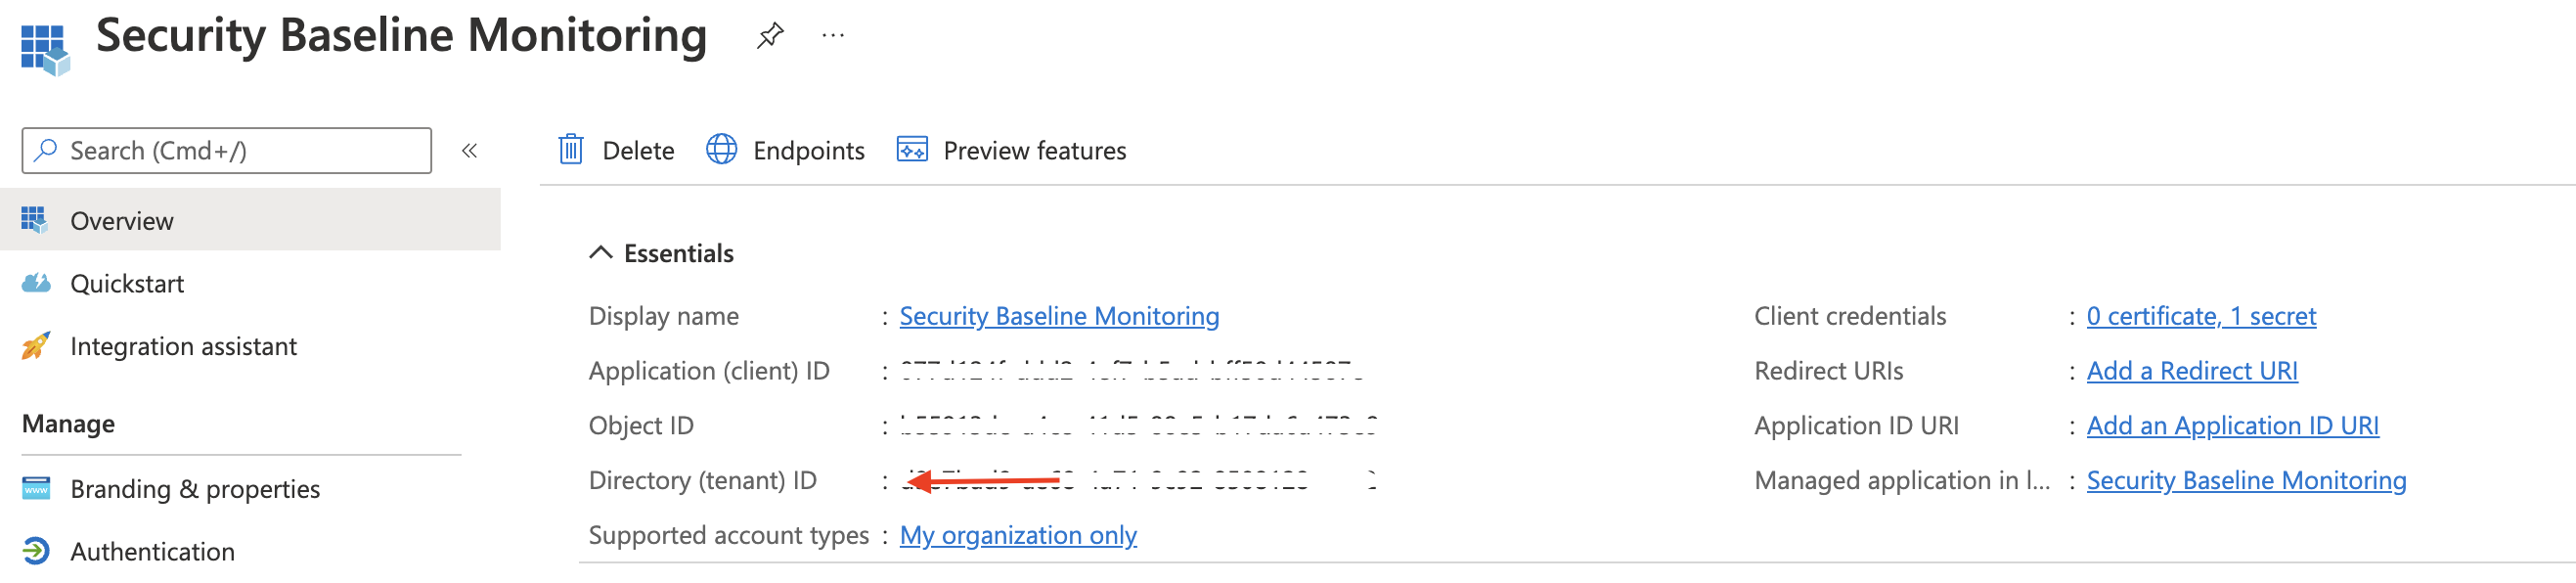 Security Baseline Monitoring ...
Search (Cmd+/) «
Delete Endpoints Preview features
Overview
Quickstart
Integration assistant
Manage
Branding & properties
Authentication
Essentials
Display name : Security Baseline Monitoring
Application (client) ID :
Object ID :
Directory (tenant) ID :
Supported account types : My organization only
Client credentials : 0 certificate, 1 secret
Redirect URIs : Add a Redirect URI
Application ID URI : Add an Application ID URI
Managed application in l... : Security Baseline Monitoring